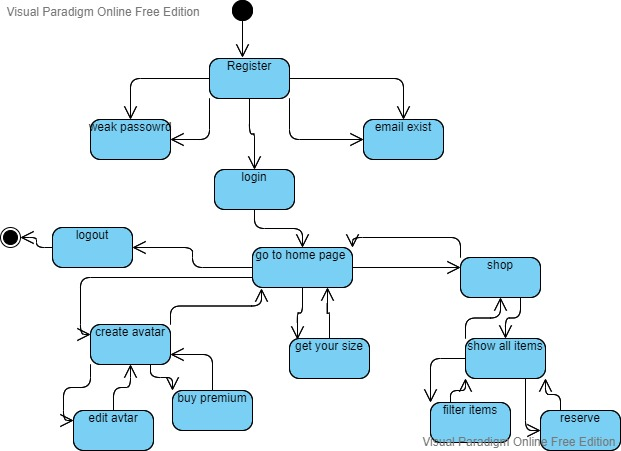 Visual Paradigm Online Free Edition
Register
weak passowrd
email exist
login
logout
go to home page
shop
create avatar
get your size
show all items
buy premium
edit avtar
filter items
reserve
Visual Paradigm Online Free Edition